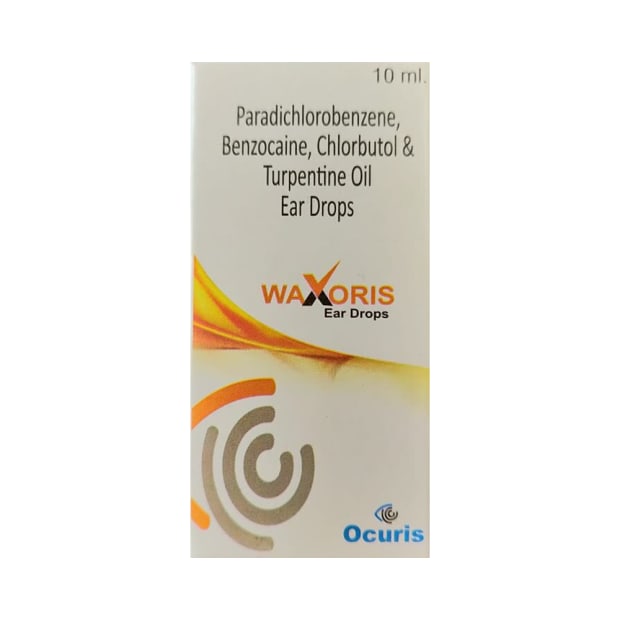 10 ml.
Paradichlorobenzene,
Benzocaine, Chlorbutol &
Turpentine Oil
Ear Drops
WAXORIS
Ear Drops
Ocuris